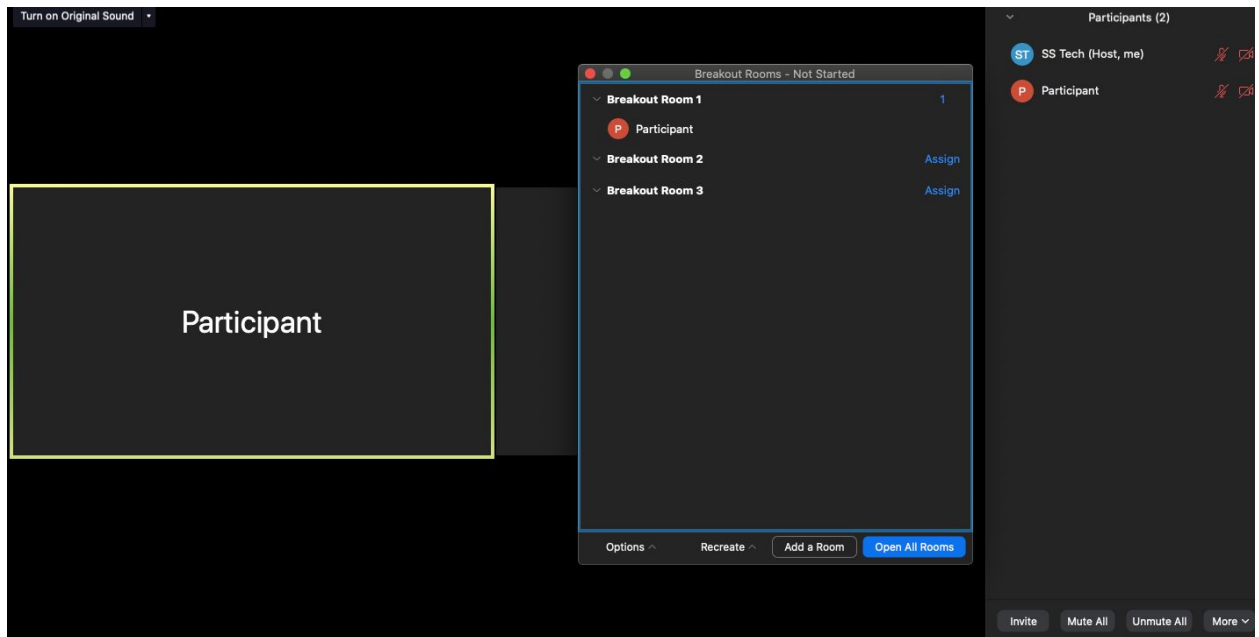 Turn on Original Sound
Participant
Breakout Rooms - Not Started
Breakout Room 1 1
P Participant
Breakout Room 2 Assign
Breakout Room 3 Assign
Options Recreate Add a Room Open All Rooms
Participants (2)
ST SS Tech (Host, me)
P Participant
Invite Mute All Unmute All More